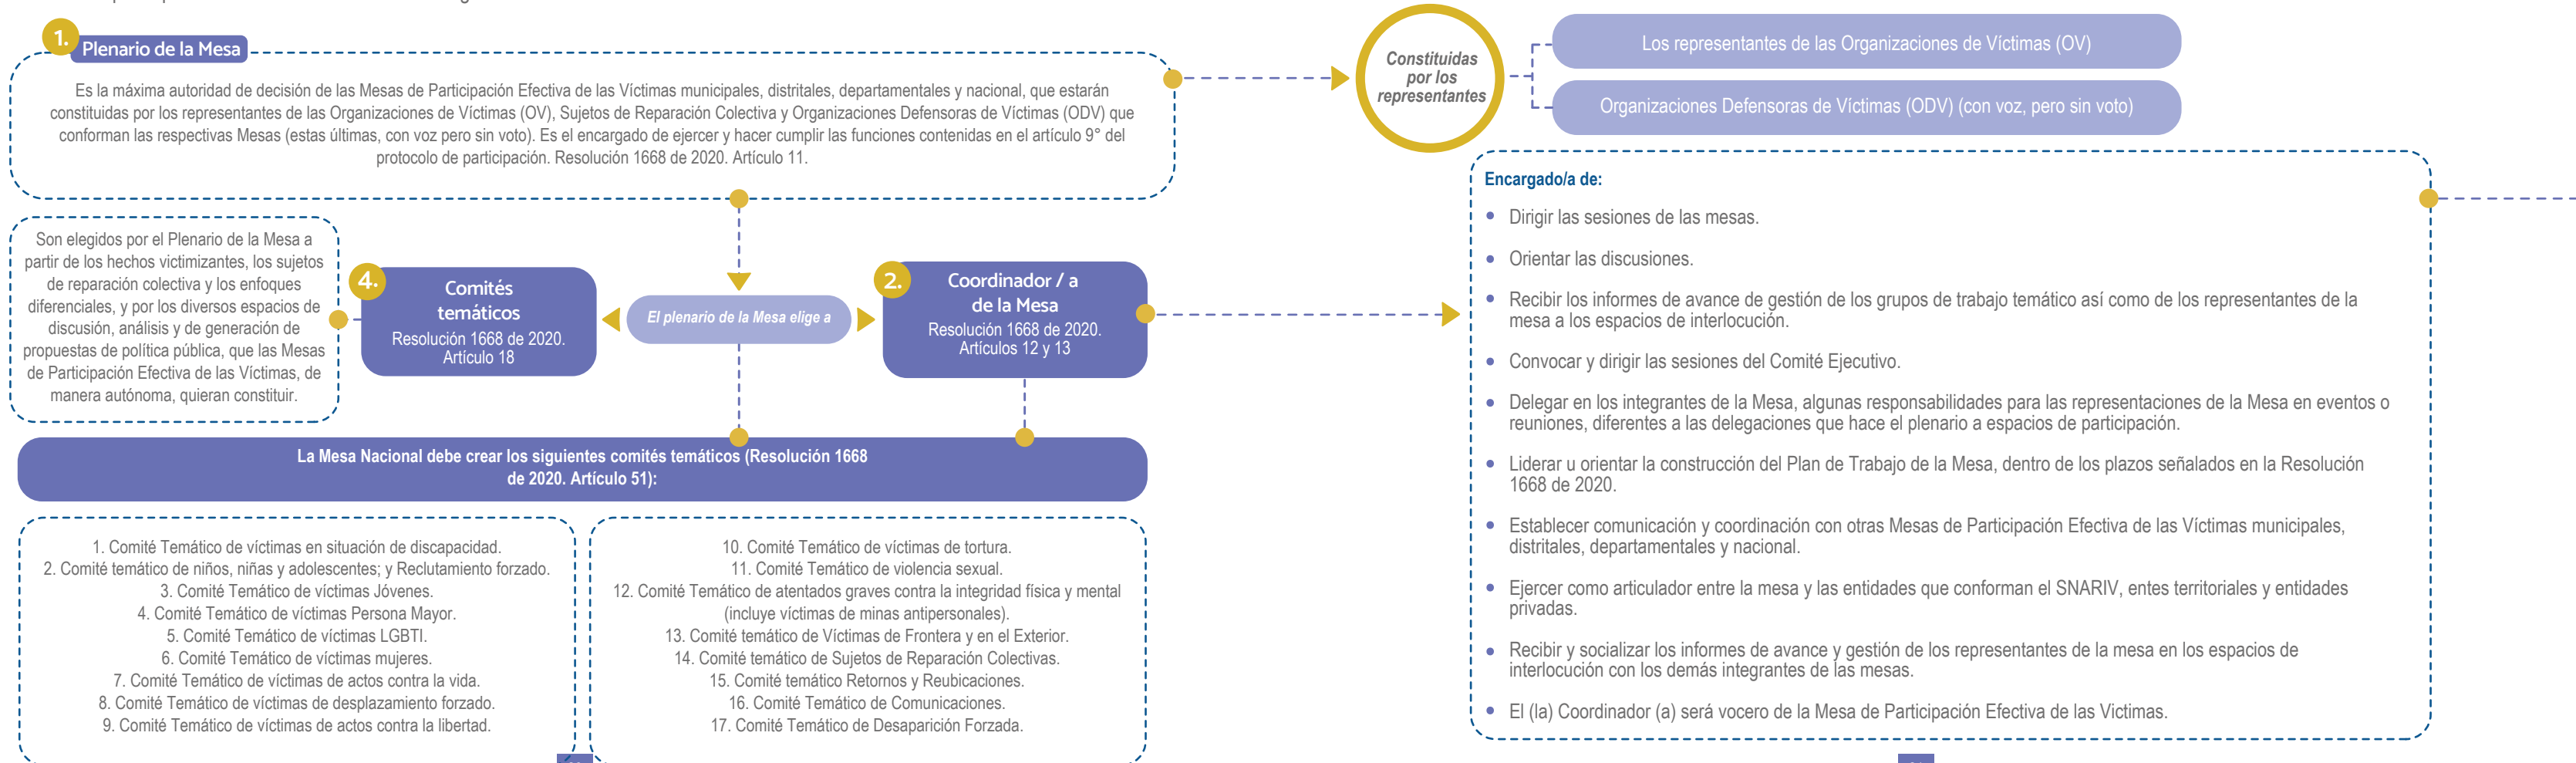 1.
Plenario de la Mesa
Es la máxima autoridad de decisión de las Mesas de Participación Efectiva de las Víctimas municipales, distritales, departamentales y nacional, que estarán
constituidas por los representantes de las Organizaciones de Víctimas (OV), Sujetos de Reparación Colectiva y Organizaciones Defensoras de Víctimas (ODV) que
conforman las respectivas Mesas (estas últimas, con voz pero sin voto). Es el encargado de ejercer y hacer cumplir las funciones contenidas en el artículo 9° del
protocolo de participación. Resolución 1668 de 2020. Artículo 11.
Constituidas
por los
representantes
Los representantes de las Organizaciones de Víctimas (OV)
Organizaciones Defensoras de Víctimas (ODV) (con voz, pero sin voto)
Son elegidos por el Plenario de la Mesa a
partir de los hechos victimizantes, los sujetos
de reparación colectiva y los enfoques
diferenciales, y por los diversos espacios de
discusión, análisis y de generación de
propuestas de política pública, que las Mesas
de Participación Efectiva de las Víctimas, de
manera autónoma, quieran constituir.
4.
Comités
temáticos
Resolución 1668 de 2020.
Artículo 18
El plenario de la Mesa elige a
2.
Coordinador / a
de la Mesa
Resolución 1668 de 2020.
Artículos 12 y 13
Encargado/a de:
• Dirigir las sesiones de las mesas.
• Orientar las discusiones.
• Recibir los informes de avance de gestión de los grupos de trabajo temático así como de los representantes de la
mesa a los espacios de interlocución.
• Convocar y dirigir las sesiones del Comité Ejecutivo.
• Delegar en los integrantes de la Mesa, algunas responsabilidades para las representaciones de la Mesa en eventos o
reuniones, diferentes a las delegaciones que hace el plenario a espacios de participación.
• Liderar u orientar la construcción del Plan de Trabajo de la Mesa, dentro de los plazos señalados en la Resolución
1668 de 2020.
• Establecer comunicación y coordinación con otras Mesas de Participación Efectiva de las Víctimas municipales,
distritales, departamentales y nacional.
• Ejercer como articulador entre la mesa y las entidades que conforman el SNARIV, entes territoriales y entidades
privadas.
• Recibir y socializar los informes de avance y gestión de los representantes de la mesa en los espacios de
interlocución con los demás integrantes de las mesas.
• El (la) Coordinador (a) será vocero de la Mesa de Participación Efectiva de las Victimas.
La Mesa Nacional debe crear los siguientes comités temáticos (Resolución 1668
de 2020. Artículo 51):
1. Comité Temático de víctimas en situación de discapacidad.
2. Comité temático de niños, niñas y adolescentes; y Reclutamiento forzado.
3. Comité Temático de víctimas Jóvenes.
4. Comité Temático de víctimas Persona Mayor.
5. Comité Temático de víctimas LGBTI.
6. Comité Temático de víctimas mujeres.
7. Comité Temático de víctimas de actos contra la vida.
8. Comité Temático de víctimas de desplazamiento forzado.
9. Comité Temático de víctimas de actos contra la libertad.
10. Comité Temático de víctimas de tortura.
11. Comité Temático de violencia sexual.
12. Comité Temático de atentados graves contra la integridad física y mental
(incluye víctimas de minas antipersonales).
13. Comité temático de Víctimas de Frontera y en el Exterior.
14. Comité temático de Sujetos de Reparación Colectivas.
15. Comité temático Retornos y Reubicaciones.
16. Comité Temático de Comunicaciones.
17. Comité Temático de Desaparición Forzada.